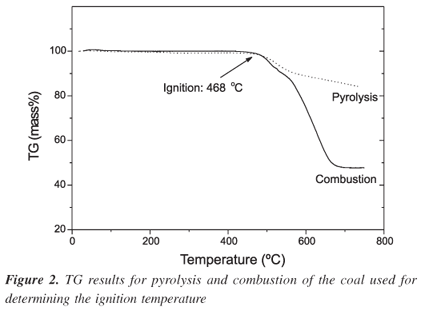 100
80
60
40
20
0
200
400
600
800
TG (mass%)
Ignition: 468 °C
Pyrolysis
Combustion
Temperature (ºC)
Figure 2. TG results for pyrolysis and combustion of the coal used for
determining the ignition temperature